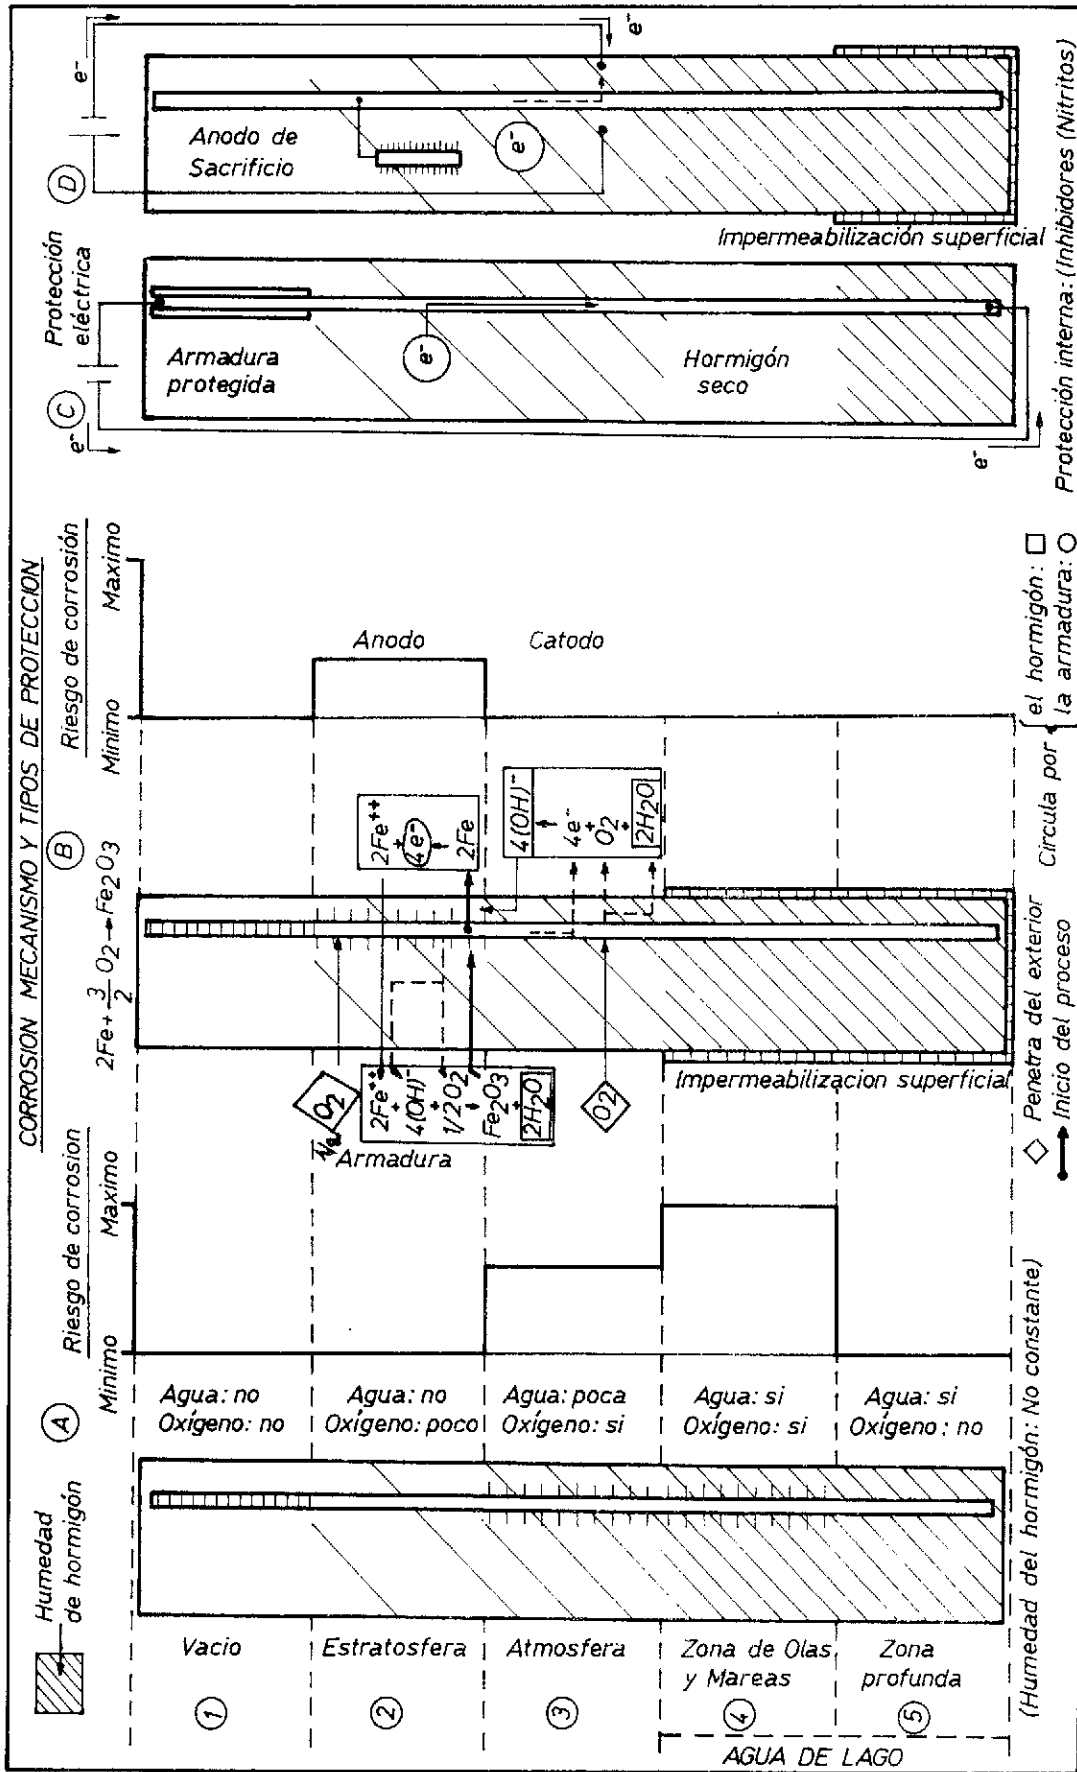 CORROSION MECANISMO Y TIPOS DE PROTECCION
Humedad
de hormigón
A
Riesgo de corrosion
Minimo
Maximo
B
2Fe + 3/2 O2 → Fe2O3
Riesgo de corrosión
Minimo
Maximo
C
Protección
eléctrica
e-
D
e-
1
Vacio
Agua: no
Oxígeno: no
2
Estratosfera
Agua: no
Oxígeno: poco
3
Atmosfera
Agua: poca
Oxígeno: si
4
Zona de Olas
y Mareas
Agua: si
Oxígeno: si
5
Zona
profunda
Agua: si
Oxígeno: no
AGUA DE LAGO
(Humedad del hormigón: No constante)
1/2 O2
Armadura
2Fe++
+
4(OH)-
+
1/2 O2
Fe2O3
+
2H2O
O2
Impermeabilizacion superficial
2Fe++
+
4e-
2Fe
4(OH)-
4e-
+
O2
+
2H2O
Anodo
Catodo
Penetra del exterior
Inicio del proceso
Circula por
el hormigón:
la armadura:
Armadura
protegida
e-
Hormigón
seco
e-
Anodo de
Sacrificio
e-
e-
Impermeabilización superficial
Protección interna: (Inhibidores (Nitritos)